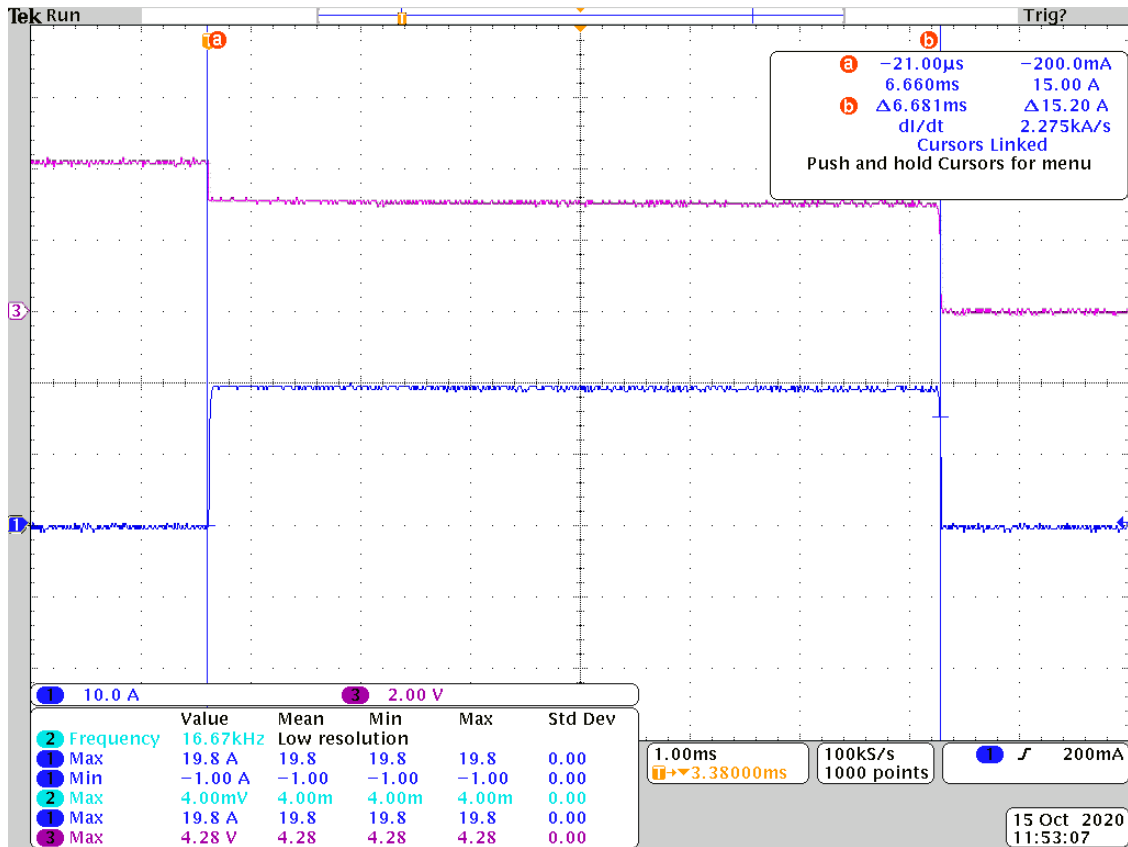 Tek Run Trig?
T a b
a −21.00µs −200.0mA
6.660ms 15.00 A
b Δ6.681ms Δ15.20 A
dI/dt 2.275kA/s
Cursors Linked
Push and hold Cursors for menu
3
1
1 10.0 A 3 2.00 V
Value Mean Min Max Std Dev
2 Frequency 16.67kHz Low resolution
1 Max 19.8 A 19.8 19.8 19.8 0.00
1 Min −1.00 A −1.00 −1.00 −1.00 0.00
2 Max 4.00mV 4.00m 4.00m 4.00m 0.00
1 Max 19.8 A 19.8 19.8 19.8 0.00
3 Max 4.28 V 4.28 4.28 4.28 0.00
1.00ms
T→▼3.38000ms
100kS/s
1000 points
1 ∫ 200mA
15 Oct 2020
11:53:07